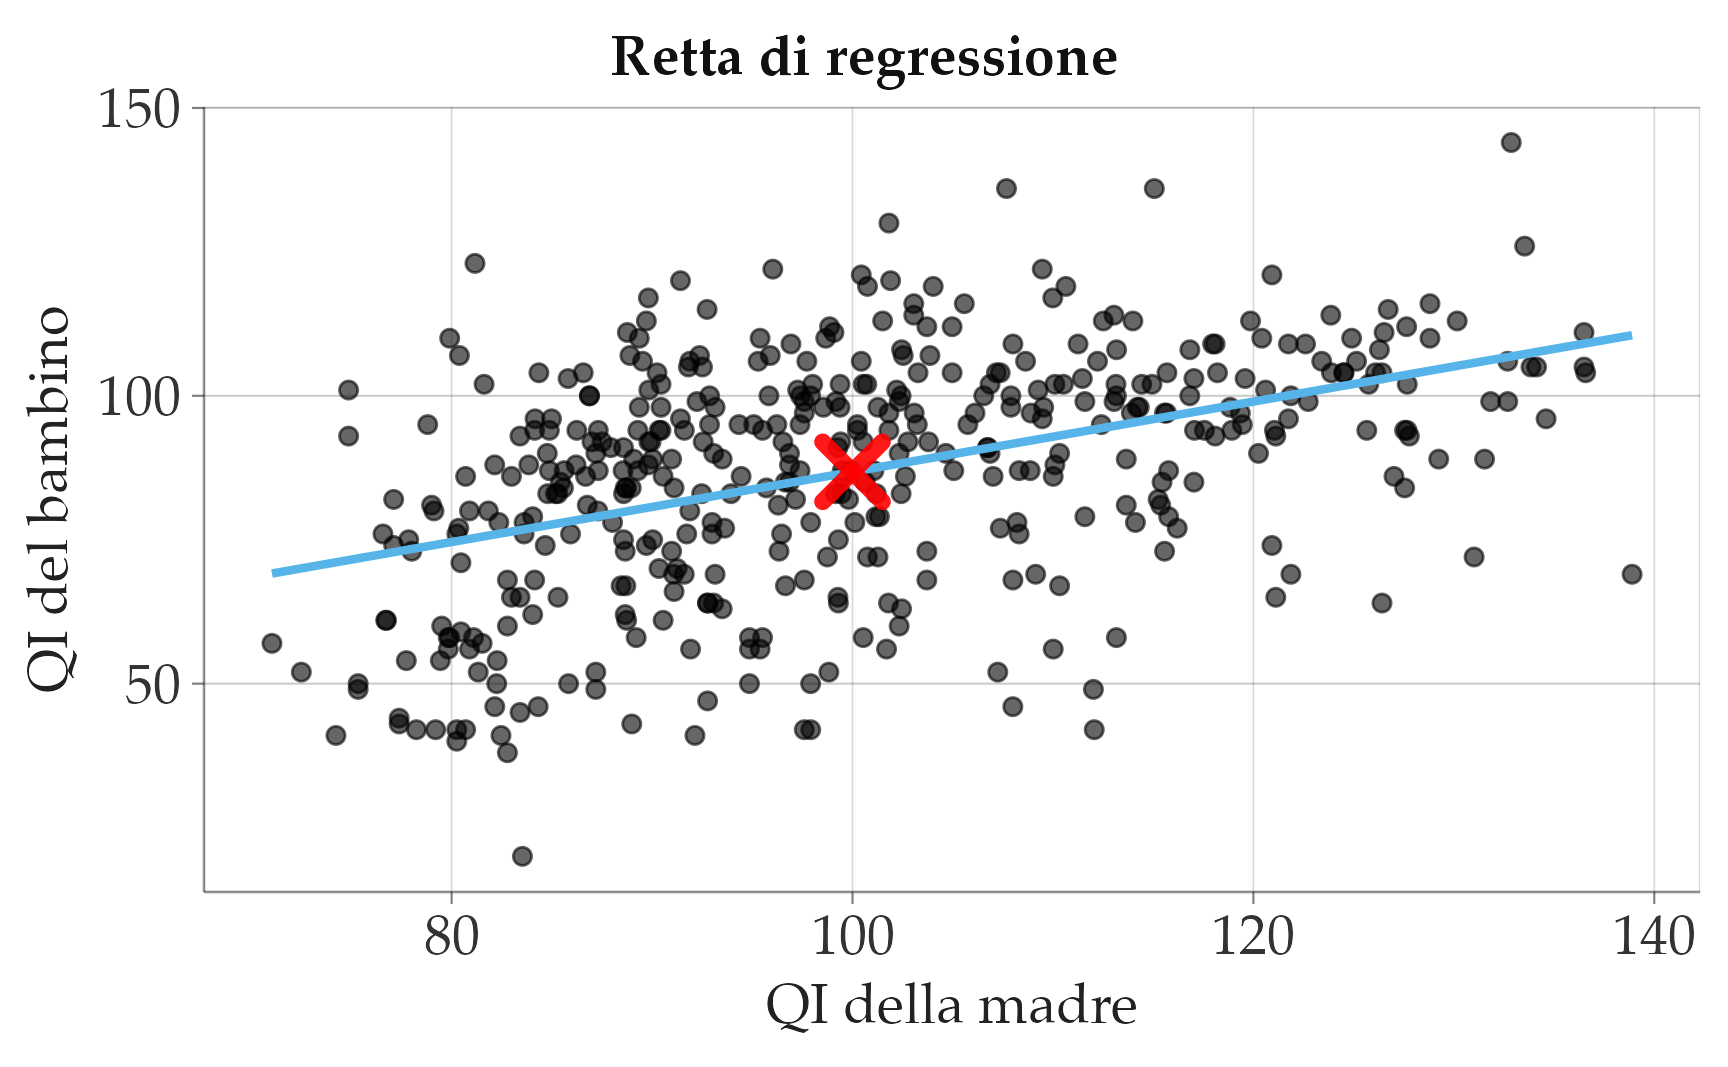 Retta di regressione
150
100
50
QI del bambino
80 100 120 140
QI della madre